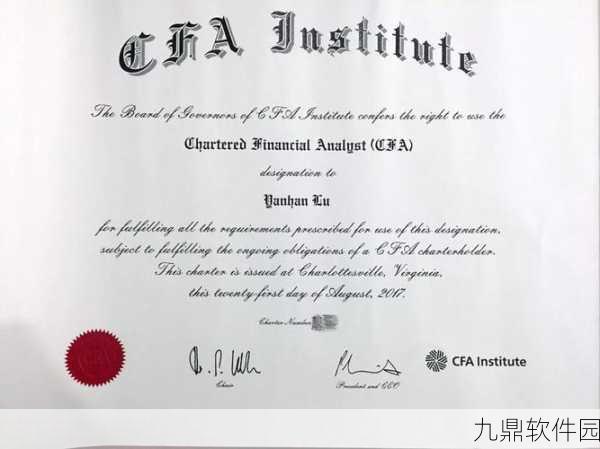 CFA Institute
The Board of Governors of CFA Institute confers the right to use the
Chartered Financial Analyst (CFA)
designation to
Yanhan Lu
for fulfilling all the requirements prescribed for use of this designation,
subject to fulfilling the ongoing obligations of a CFA charterholder.
This charter is issued at Charlottesville, Virginia,
this twenty-first day of August, 2017.
Charter Number
Chair
President and CEO
CFA Institute
CFA
九鼎软件园